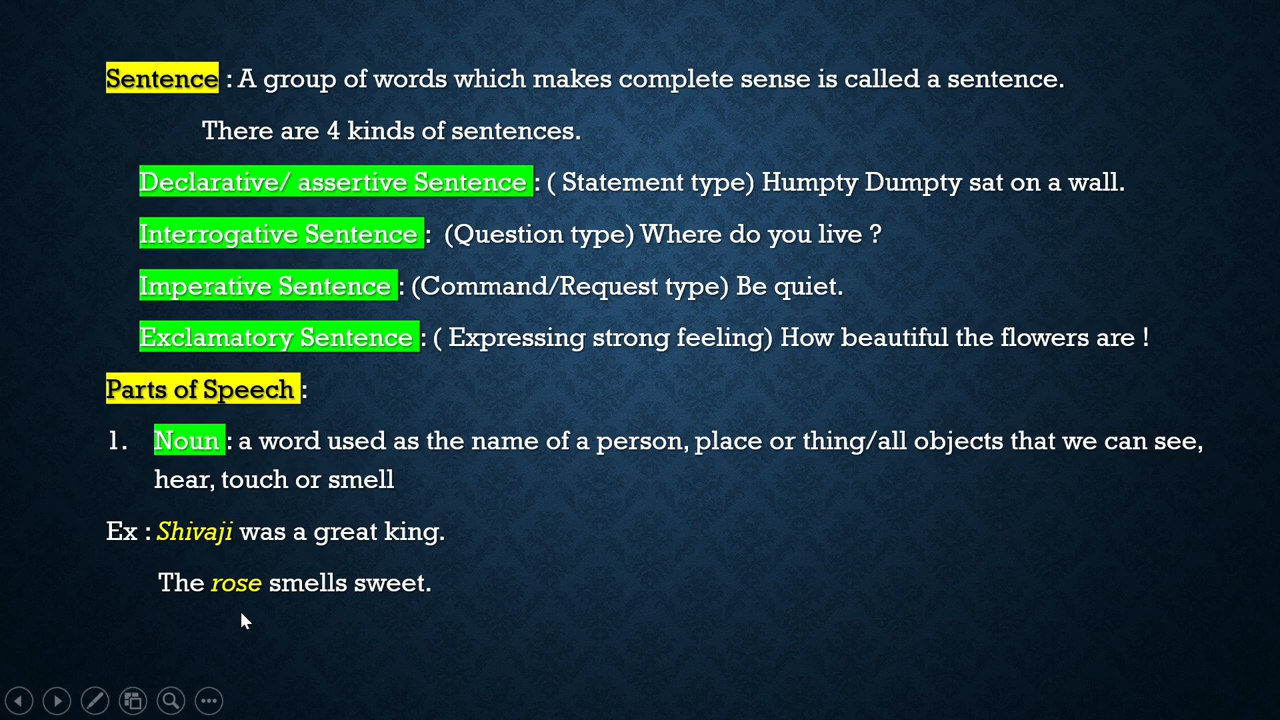 Sentence : A group of words which makes complete sense is called a sentence.
There are 4 kinds of sentences.
Declarative/ assertive Sentence : ( Statement type) Humpty Dumpty sat on a wall.
Interrogative Sentence :  (Question type) Where do you live ?
Imperative Sentence : (Command/Request type) Be quiet.
Exclamatory Sentence : ( Expressing strong feeling) How beautiful the flowers are !
Parts of Speech :
1. Noun : a word used as the name of a person, place or thing/all objects that we can see,
hear, touch or smell
Ex : Shivaji was a great king.
The rose smells sweet.